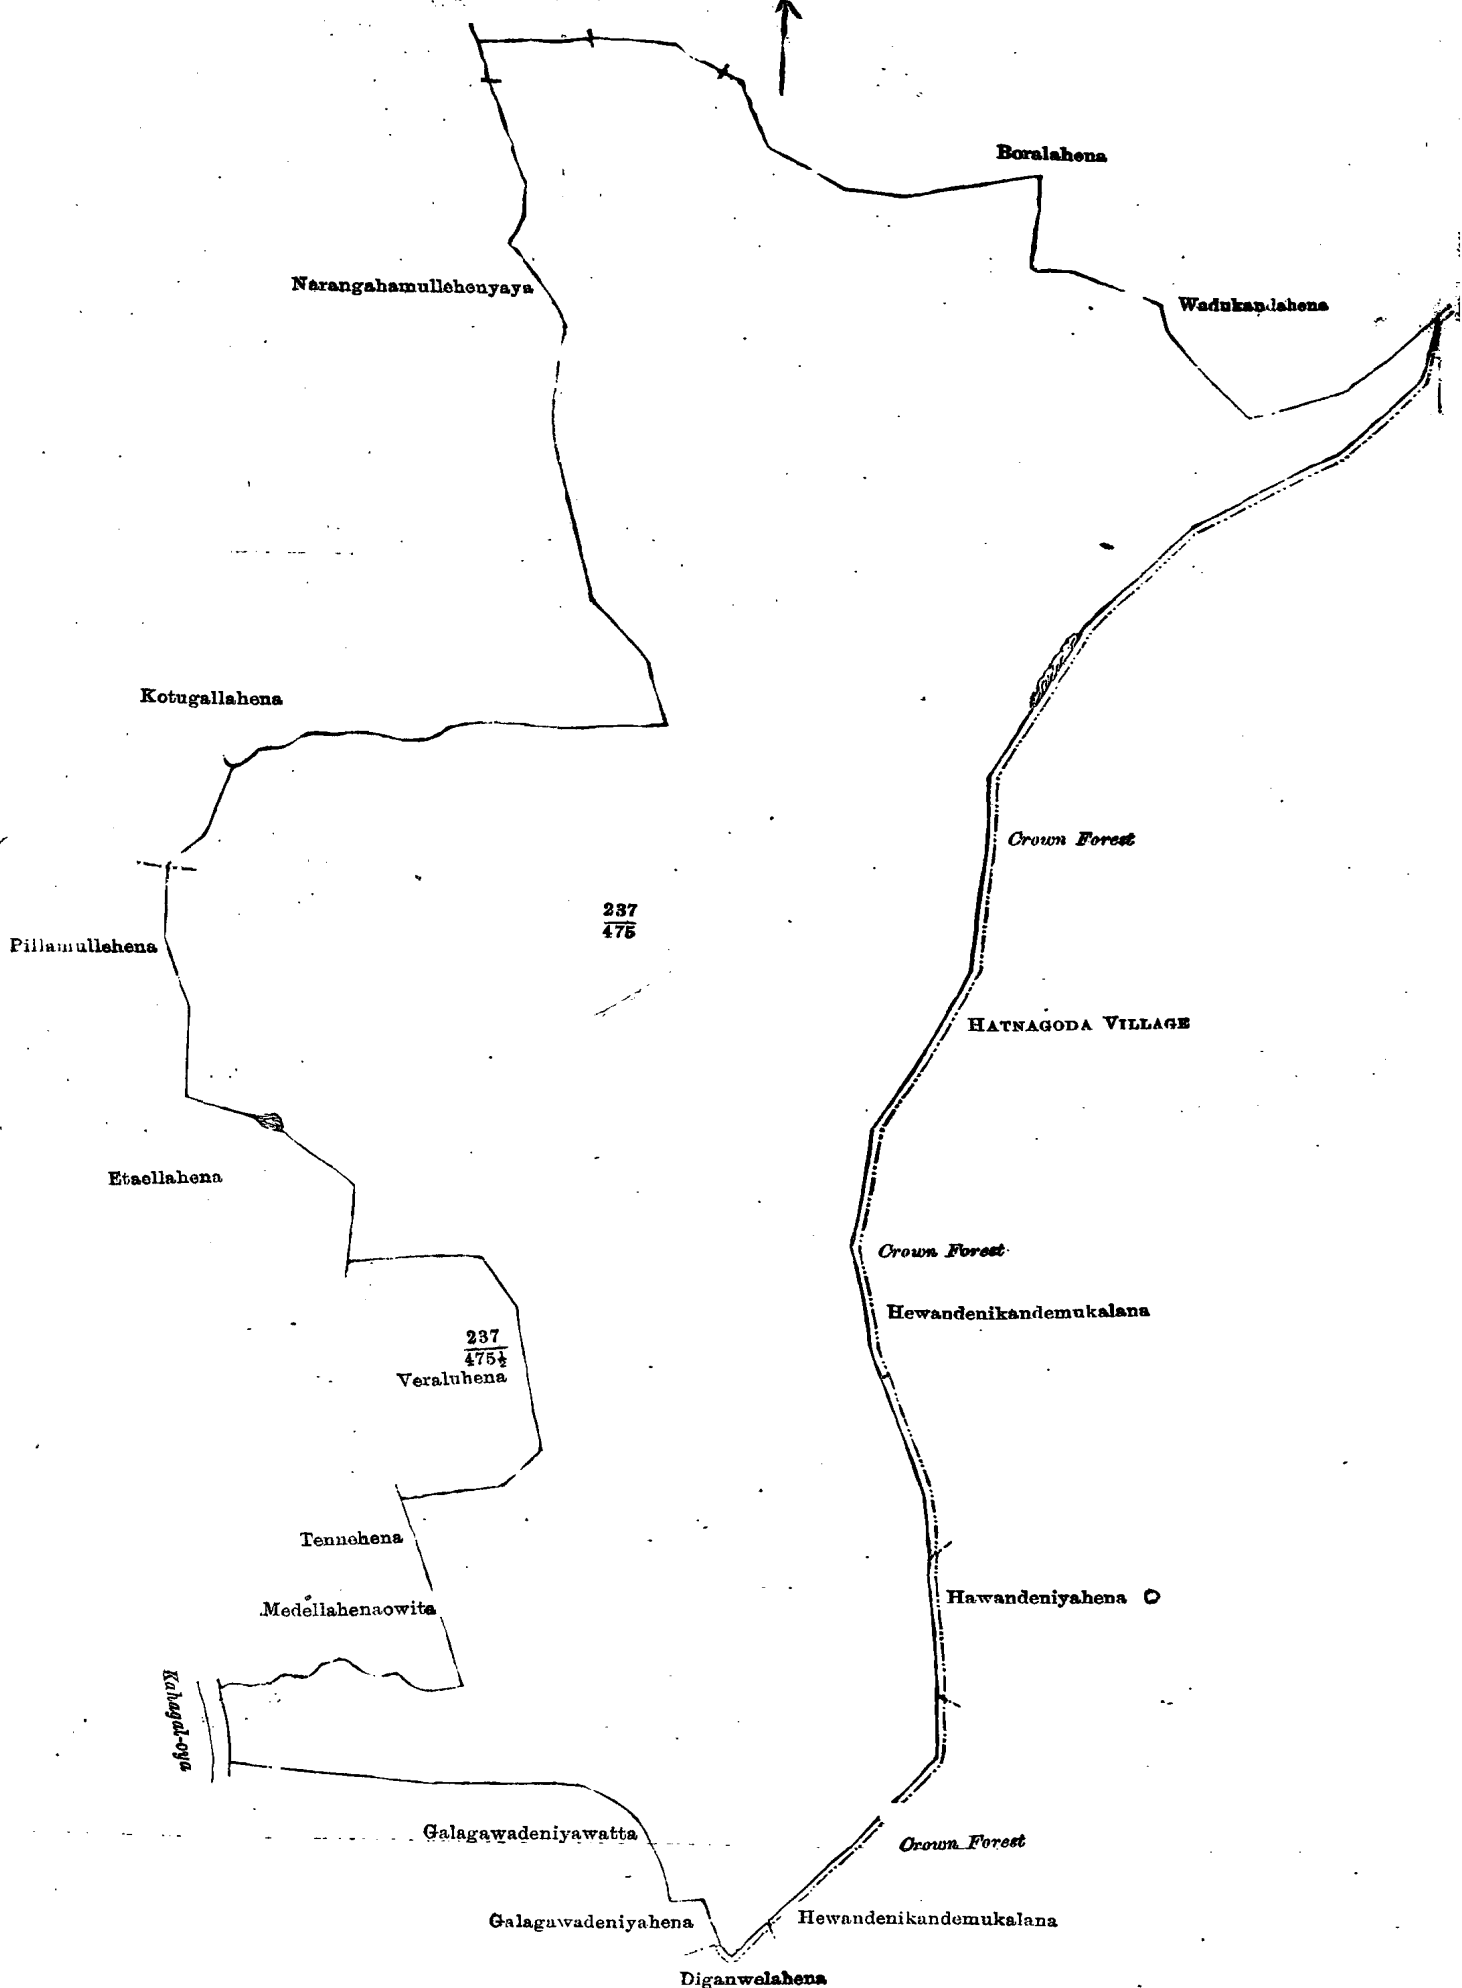 Boralahena
Narangahamullehenyaya
Wadukandahena
Kotugallahena
Crown Forest
237
475
Pillamullehena
HATNAGODA VILLAGE
Etaellahena
Crown Forest
Hewandenikandemukalana
237
475½
Veraluhena
Tennehena
Hawandeniyahena
Medellahenaowita
Kahagal-oya
Galagawadeniyawatta
Crown Forest
Galagawadeniyahena
Hewandenikandemukalana
Diganwelahena